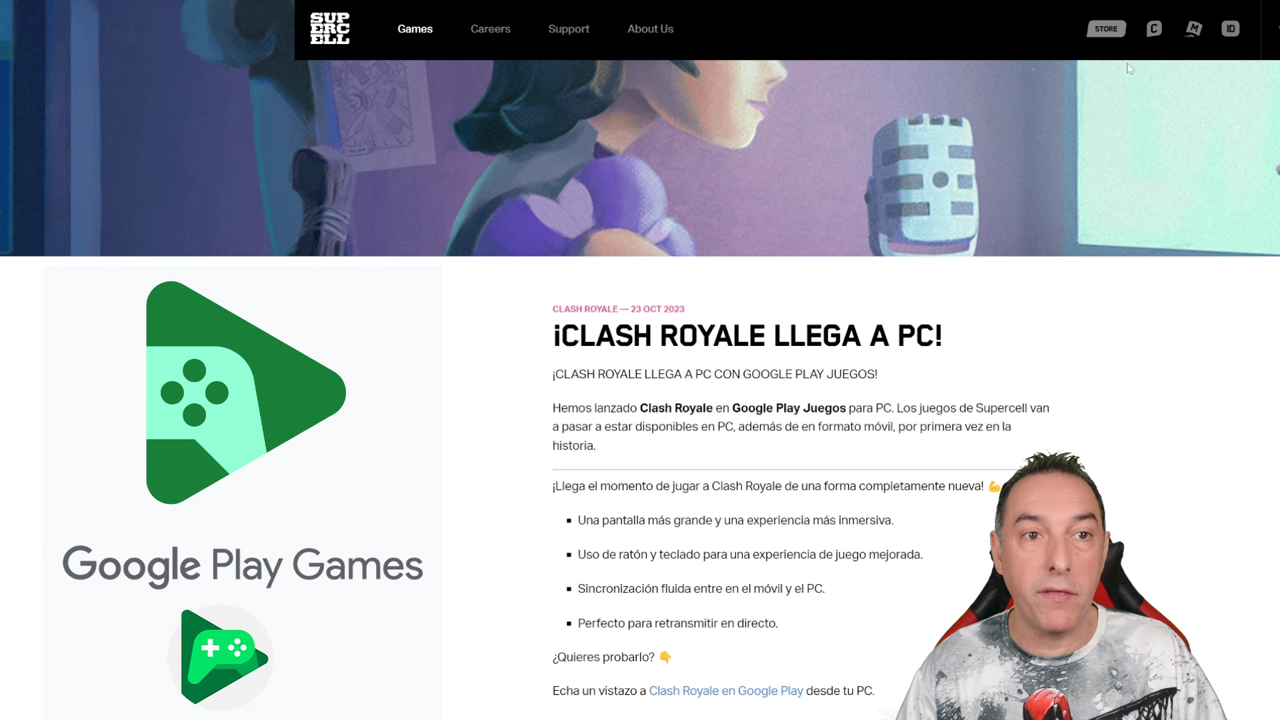 SUP
ERC
ELL
Games
Careers
Support
About Us
STORE
C
M
ID
CLASH ROYALE — 23 OCT 2023
¡CLASH ROYALE LLEGA A PC!
¡CLASH ROYALE LLEGA A PC CON GOOGLE PLAY JUEGOS!
Hemos lanzado Clash Royale en Google Play Juegos para PC. Los juegos de Supercell van
a pasar a estar disponibles en PC, además de en formato móvil, por primera vez en la
historia.
¡Llega el momento de jugar a Clash Royale de una forma completamente nueva! 💪
▪ Una pantalla más grande y una experiencia más inmersiva.
▪ Uso de ratón y teclado para una experiencia de juego mejorada.
▪ Sincronización fluida entre en el móvil y el PC.
▪ Perfecto para retransmitir en directo.
¿Quieres probarlo? 👇
Echa un vistazo a Clash Royale en Google Play desde tu PC.
Google Play Games